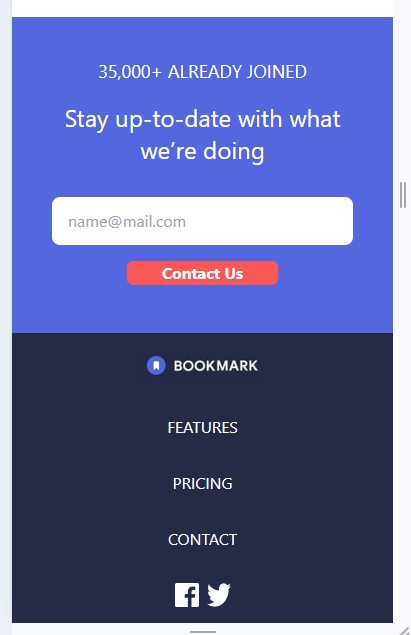 35,000+ ALREADY JOINED
Stay up-to-date with what
we’re doing
name@mail.com
Contact Us
BOOKMARK
FEATURES
PRICING
CONTACT